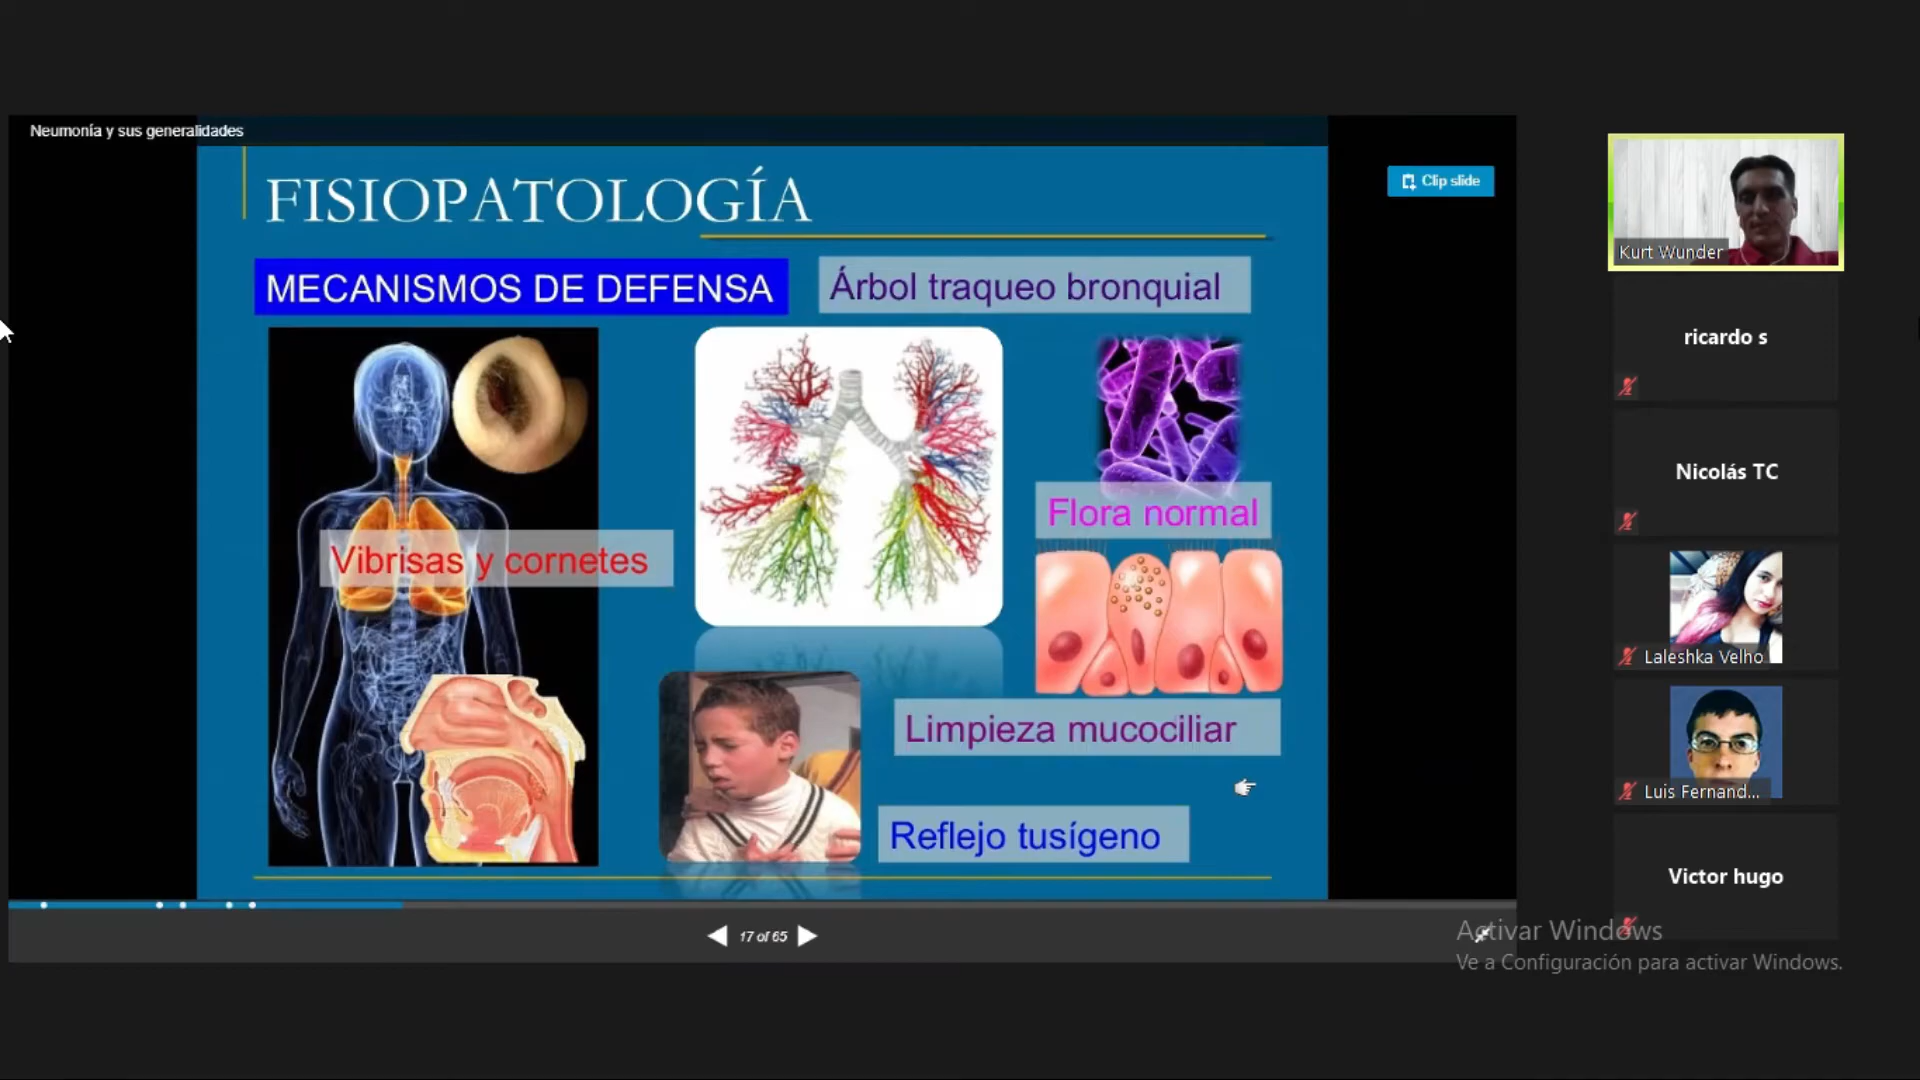 Neumonía y sus generalidades
FISIOPATOLOGÍA
Clip slide
MECANISMOS DE DEFENSA
Árbol traqueo bronquial
Flora normal
Vibrisas y cornetes
Limpieza mucociliar
Reflejo tusígeno
17 of 65
Kurt Wunder
ricardo s
Nicolás TC
Laleshka Velho
Luis Fernand...
Victor hugo
Activar Windows
Ve a Configuración para activar Windows.